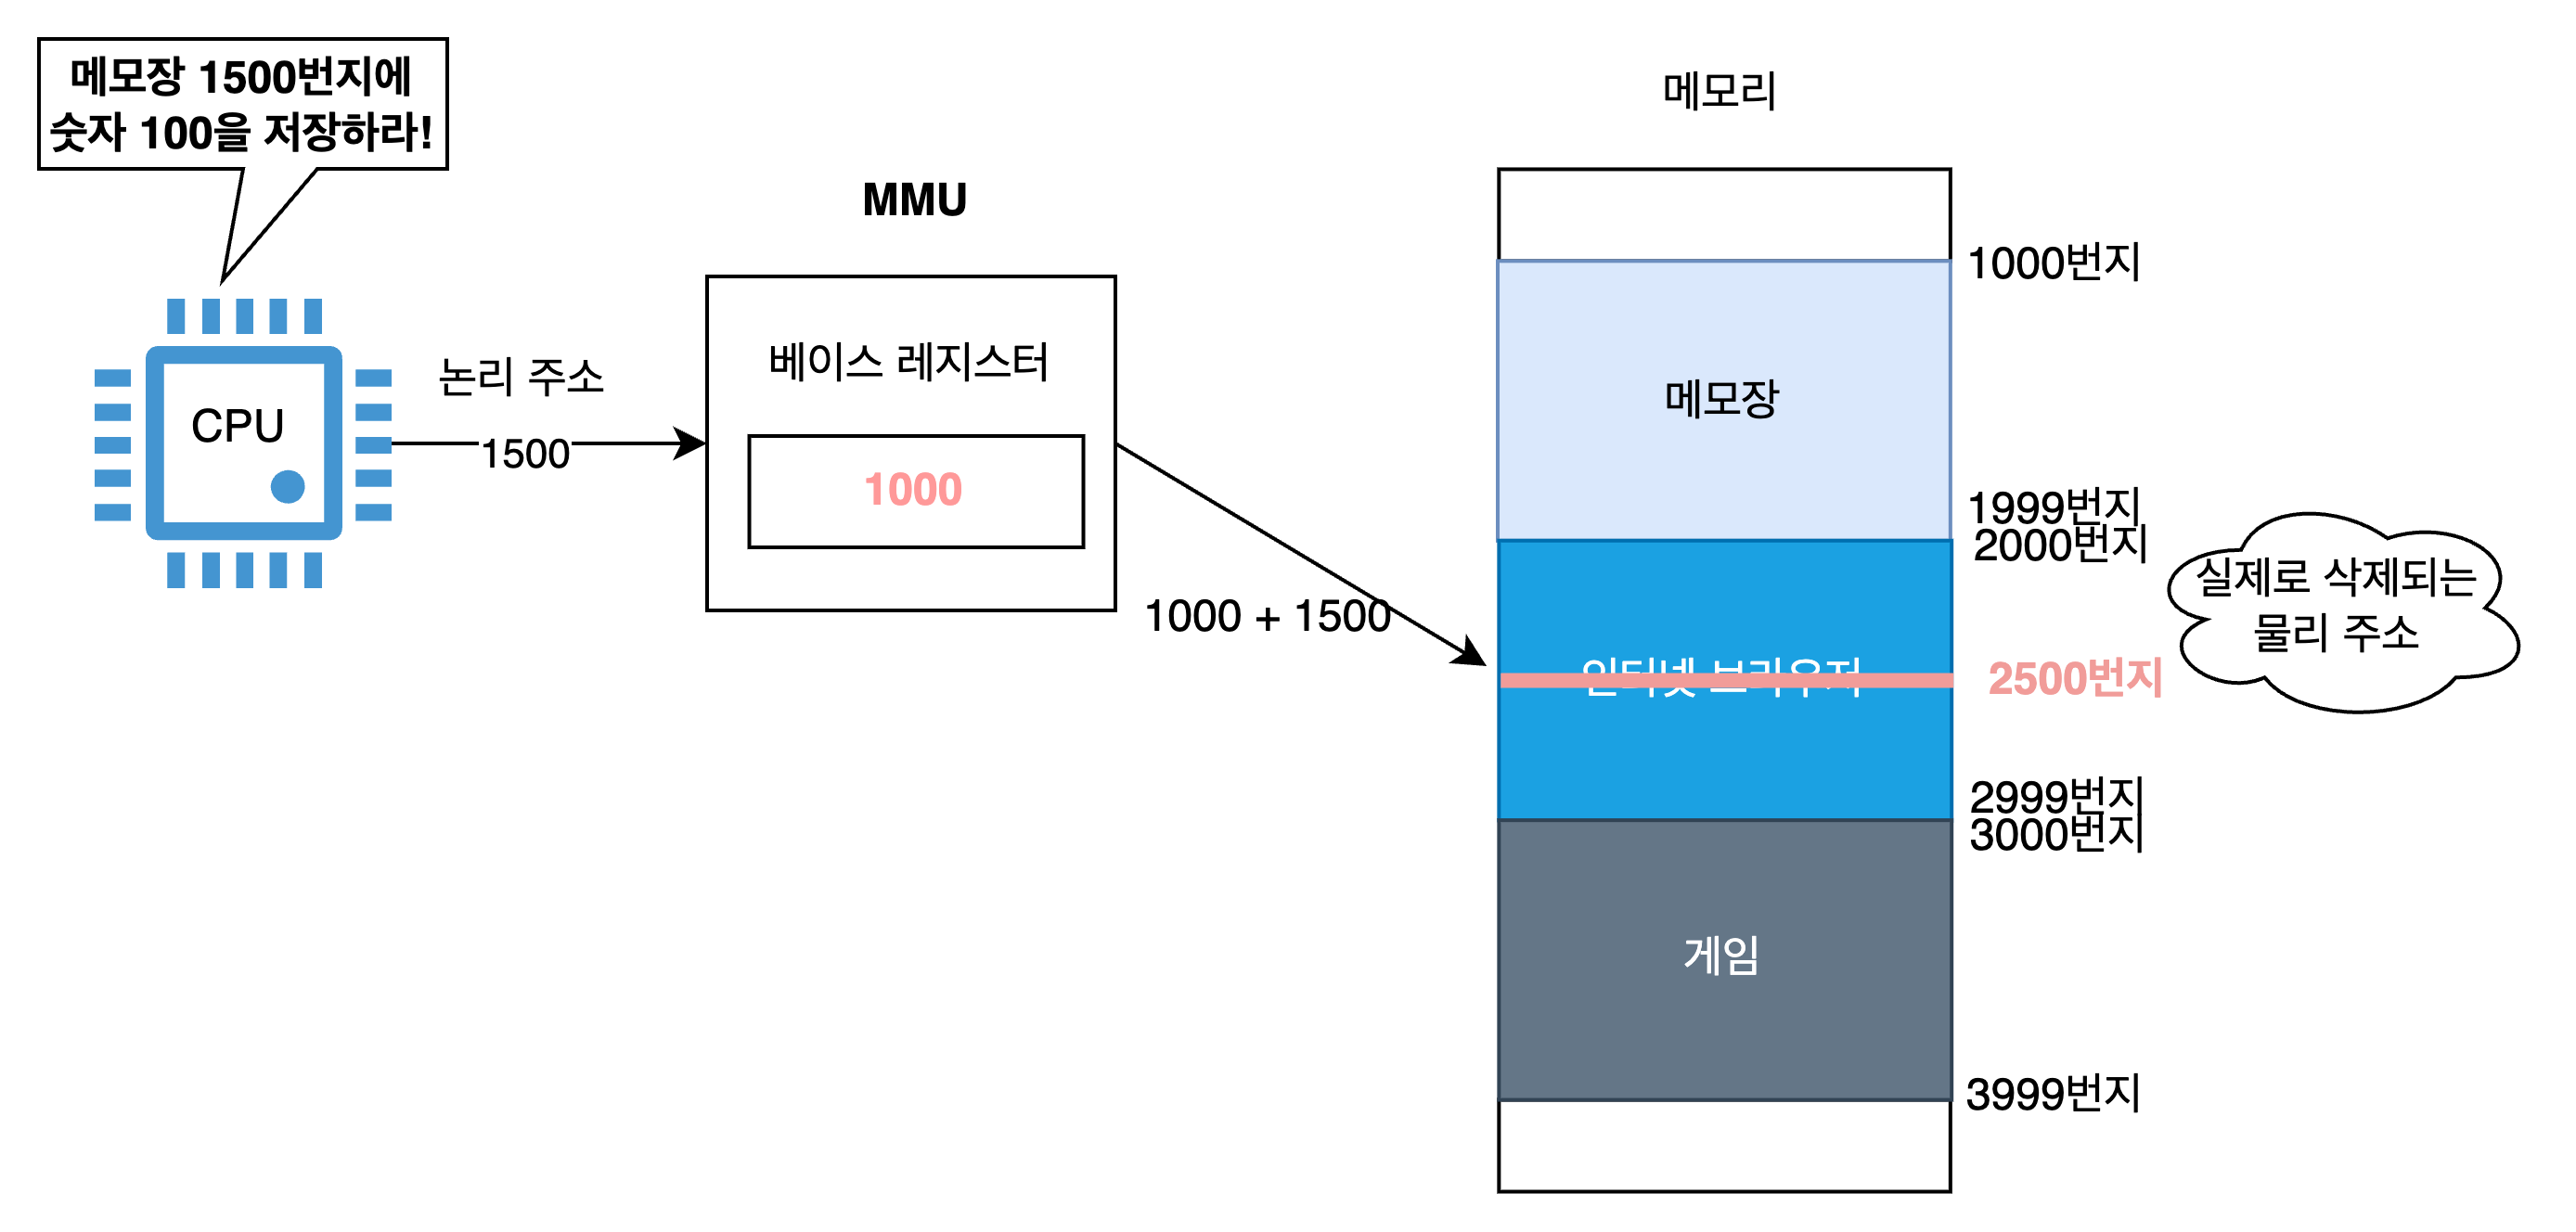 메모장 1500번지에
숫자 100을 저장하라!
CPU
논리 주소
1500
MMU
베이스 레지스터
1000
1000 + 1500
메모리
1000번지
메모장
1999번지
2000번지
인터넷 브라우저
2500번지
실제로 삭제되는
물리 주소
2999번지
3000번지
게임
3999번지